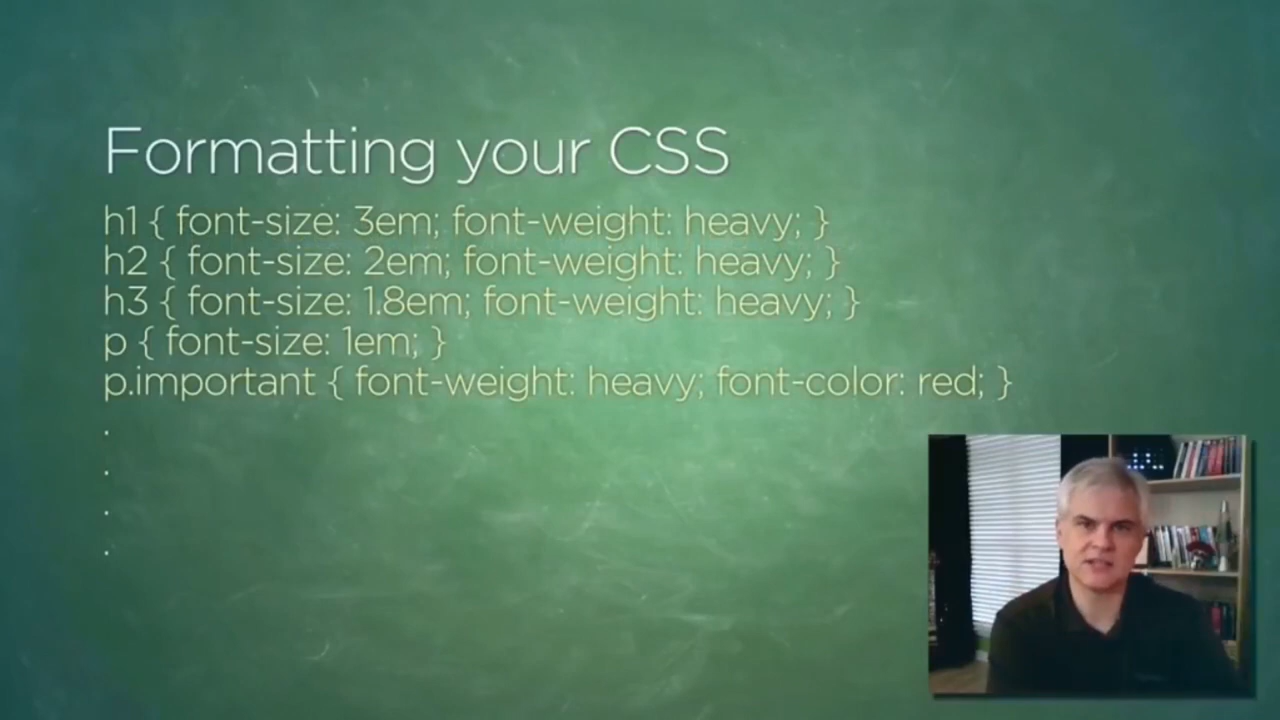 Formatting your CSS
h1 { font-size: 3em; font-weight: heavy; }
h2 { font-size: 2em; font-weight: heavy; }
h3 { font-size: 1.8em; font-weight: heavy; }
p { font-size: 1em; }
p.important { font-weight: heavy; font-color: red; }
.
.
.
.